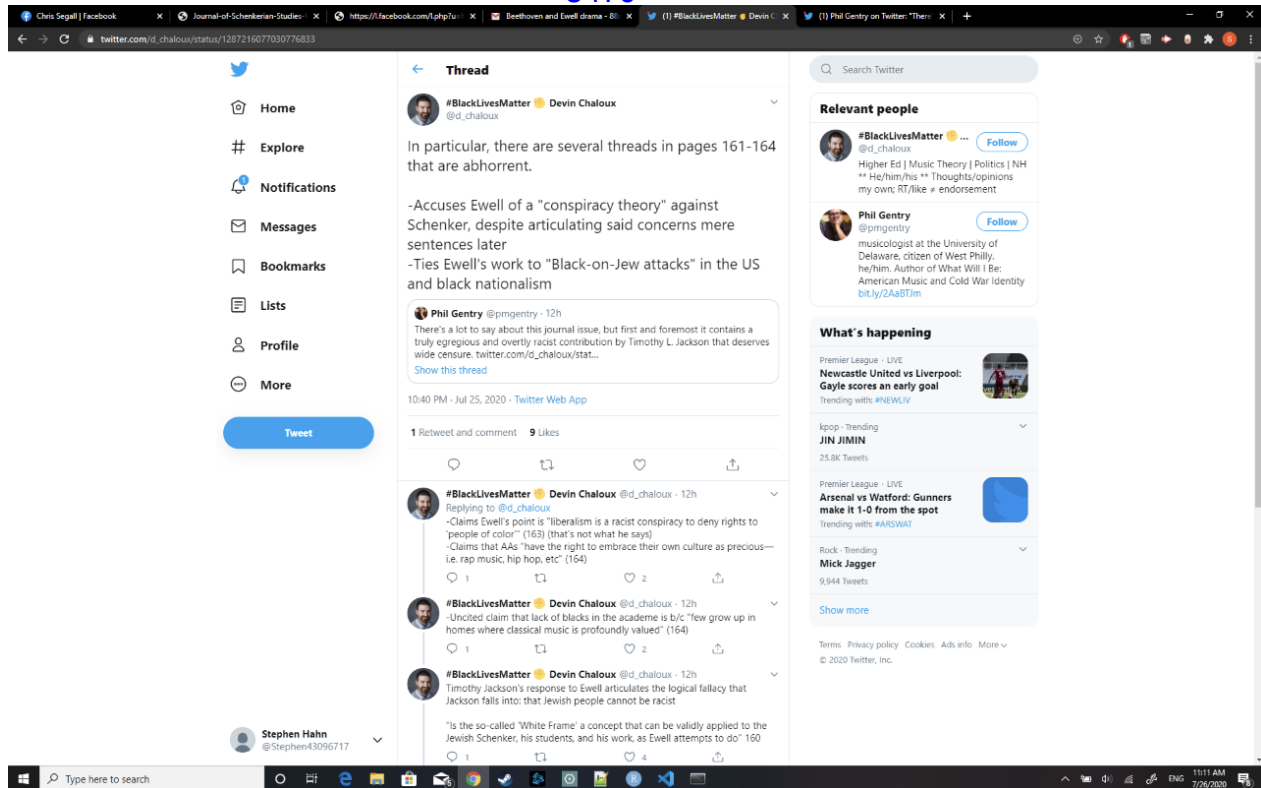 Chris Segall | Facebook
Journal-of-Schenkerian-Studies-
https://l.facebook.com/l.php?u=
Beethoven and Ewell drama -
(1) #BlackLivesMatter ✊ Devin C
(1) Phil Gentry on Twitter: "There
twitter.com/d_chaloux/status/1287216077030776833
Home
Explore
1
Notifications
Messages
Bookmarks
Lists
Profile
More
Tweet
Stephen Hahn
@Stephen43096717
Thread
#BlackLivesMatter ✊ Devin Chaloux
@d_chaloux
In particular, there are several threads in pages 161-164
that are abhorrent.
-Accuses Ewell of a "conspiracy theory" against
Schenker, despite articulating said concerns mere
sentences later
-Ties Ewell's work to "Black-on-Jew attacks" in the US
and black nationalism
Phil Gentry @pmgentry · 12h
There's a lot to say about this journal issue, but first and foremost it contains a
truly egregious and overtly racist contribution by Timothy L. Jackson that deserves
wide censure. twitter.com/d_chaloux/stat...
Show this thread
10:40 PM · Jul 25, 2020 · Twitter Web App
1 Retweet and comment 9 Likes
#BlackLivesMatter ✊ Devin Chaloux @d_chaloux · 12h
Replying to @d_chaloux
-Claims Ewell's point is "liberalism is a racist conspiracy to deny rights to
'people of color'" (163) (that's not what he says)
-Claims that AAs "have the right to embrace their own culture as precious—
i.e. rap music, hip hop, etc" (164)
1 2
#BlackLivesMatter ✊ Devin Chaloux @d_chaloux · 12h
-Uncited claim that lack of blacks in the academe is b/c "few grow up in
homes where classical music is profoundly valued" (164)
1 2
#BlackLivesMatter ✊ Devin Chaloux @d_chaloux · 12h
Timothy Jackson's response to Ewell articulates the logical fallacy that
Jackson falls into: that Jewish people cannot be racist
"Is the so-called 'White Frame' a concept that can be validly applied to the
Jewish Schenker, his students, and his work, as Ewell attempts to do" 160
1 4
Search Twitter
Relevant people
#BlackLivesMatter ✊ ...
@d_chaloux
Follow
Higher Ed | Music Theory | Politics | NH
** He/him/his ** Thoughts/opinions
my own; RT/like ≠ endorsement
Phil Gentry
@pmgentry
Follow
musicologist at the University of
Delaware, citizen of West Philly.
he/him. Author of What Will I Be:
American Music and Cold War Identity
bit.ly/2AaBTJm
What's happening
Premier League · LIVE
Newcastle United vs Liverpool:
Gayle scores an early goal
Trending with: #NEWLIV
kpop · Trending
JIN JIMIN
25.8K Tweets
Premier League · LIVE
Arsenal vs Watford: Gunners
make it 1-0 from the spot
Trending with: #ARSWAT
Rock · Trending
Mick Jagger
9,944 Tweets
Show more
Terms Privacy policy Cookies Ads info More
© 2020 Twitter, Inc.
Type here to search
ENG
11:11 AM
7/26/2020